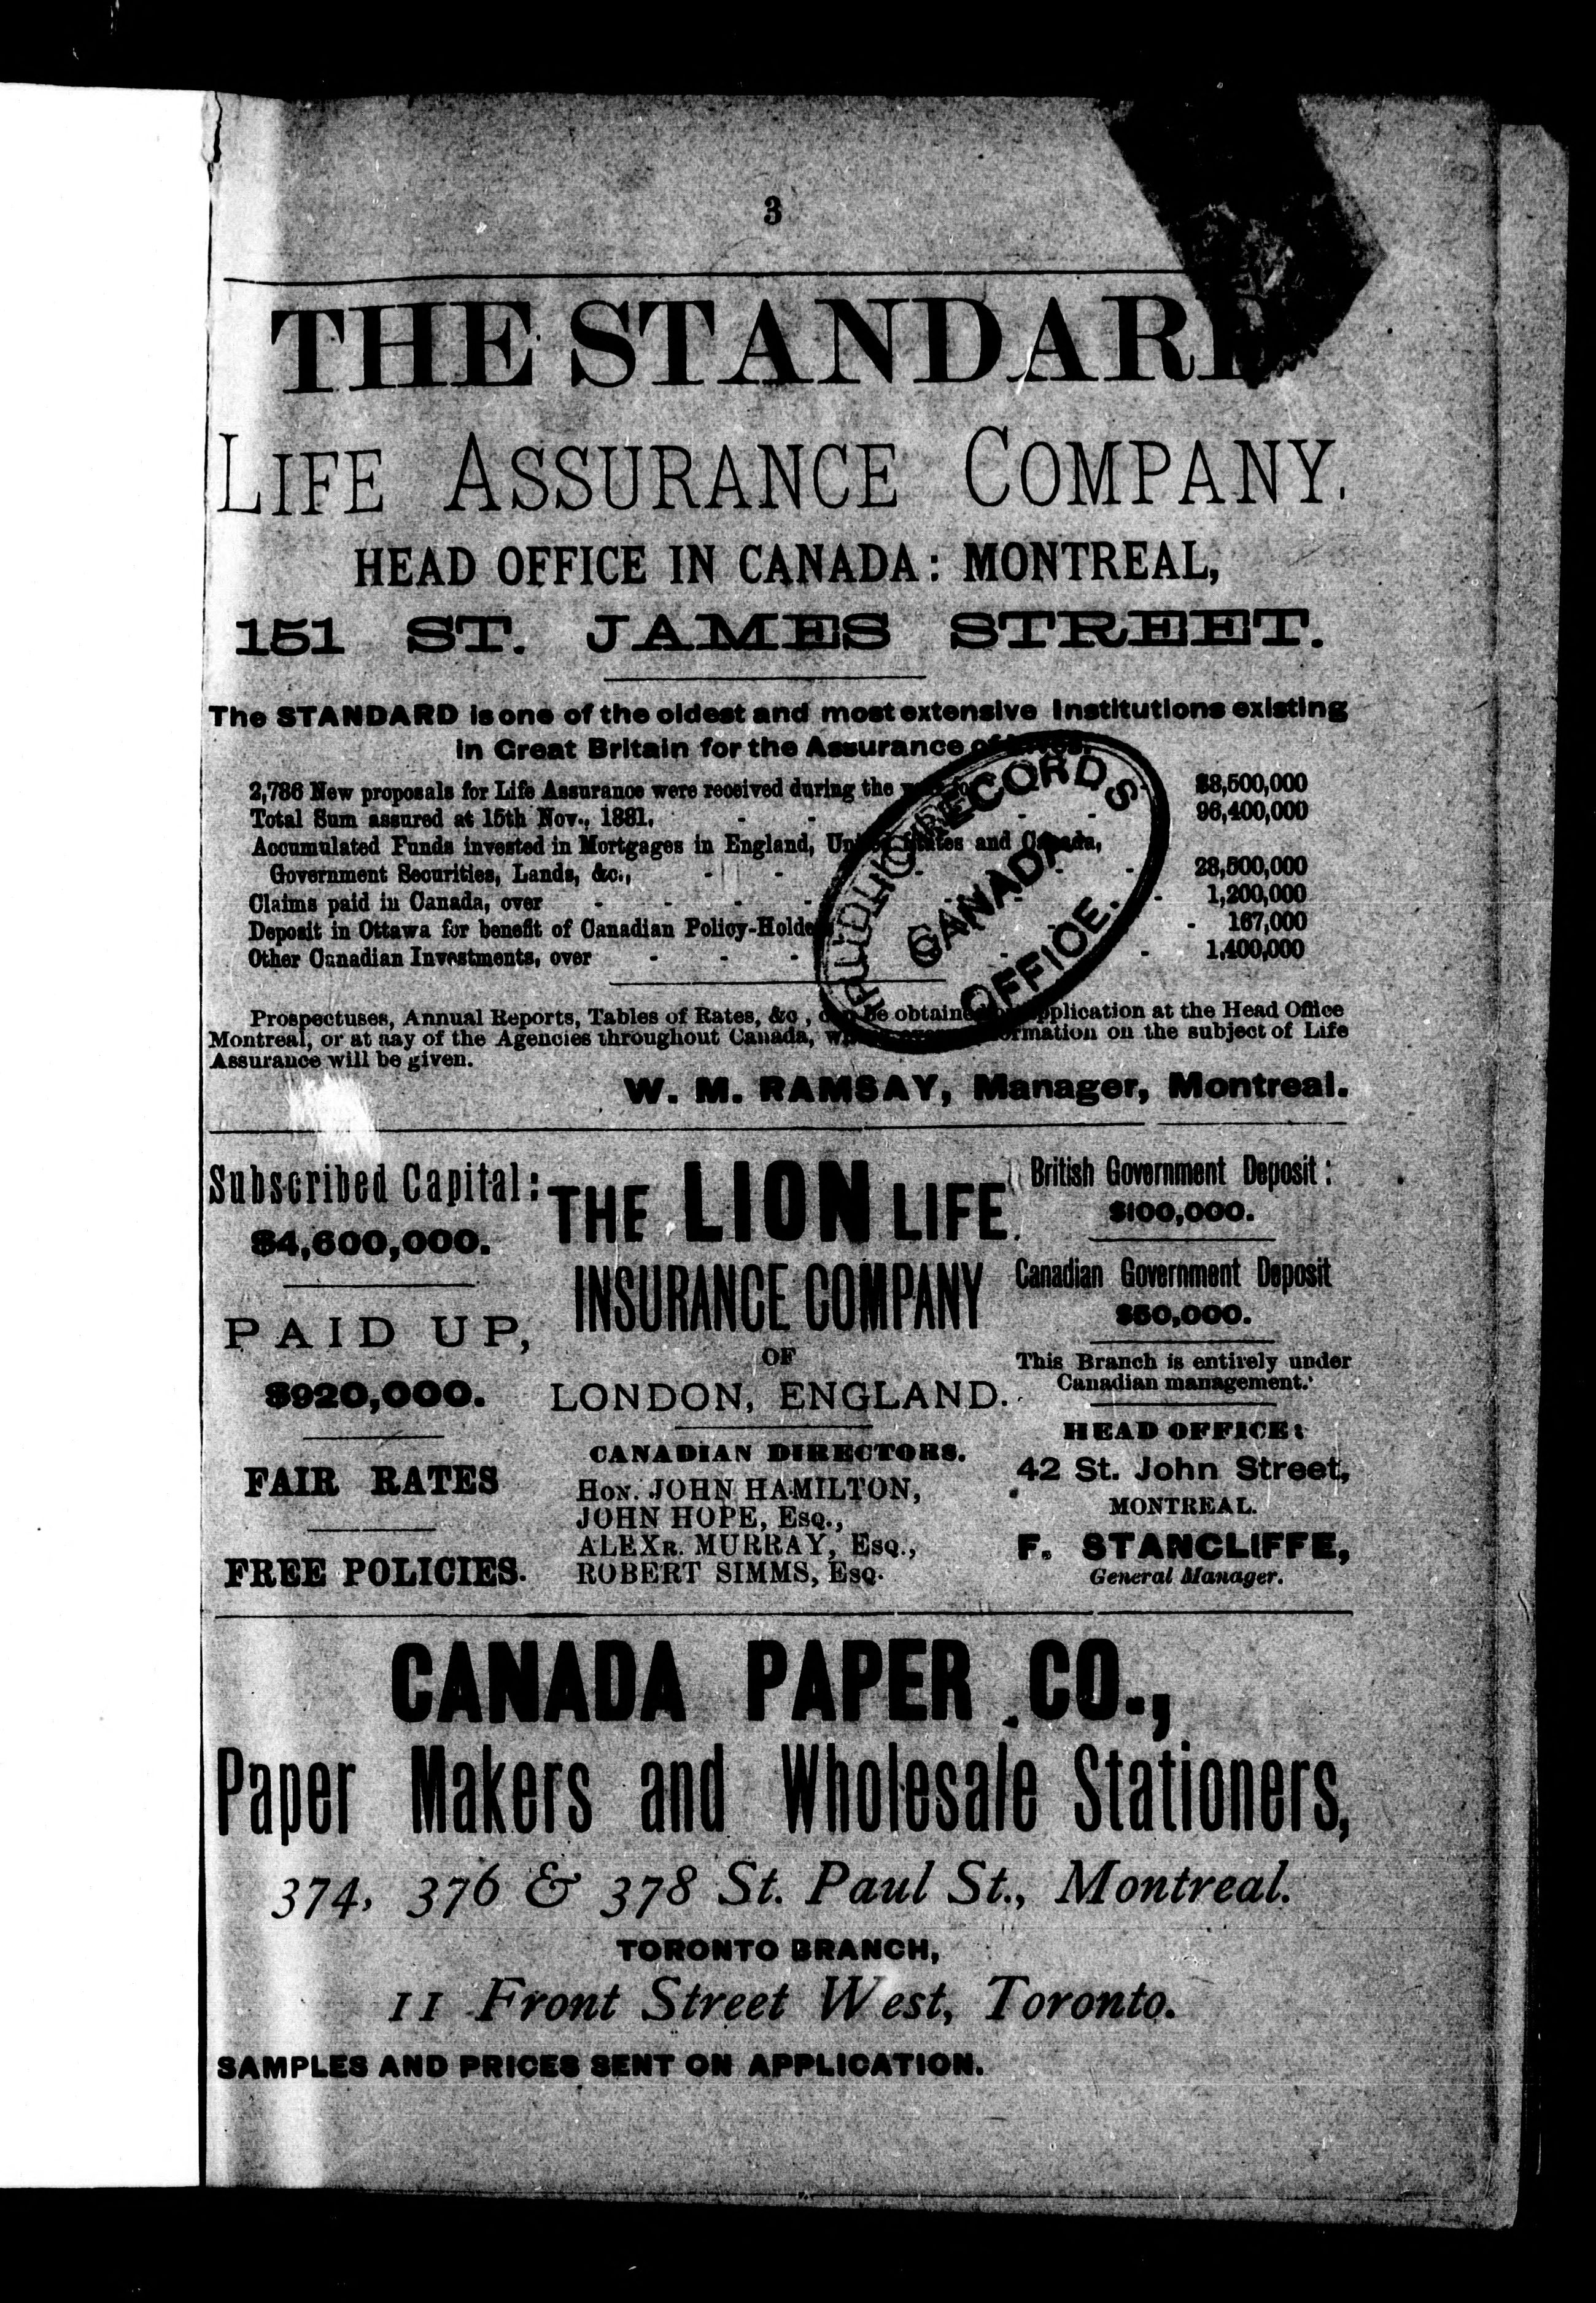 3
THE STANDARD
LIFE ASSURANCE COMPANY.
HEAD OFFICE IN CANADA: MONTREAL,
151 ST. JAMES STREET.
The STANDARD is one of the oldest and most extensive Institutions existing
in Great Britain for the Assurance of Lives.
2,786 New proposals for Life Assurance were received during the $8,500,000
Total Sum assured at 15th Nov., 1881, - - - - 96,400,000
Accumulated Funds invested in Mortgages in England, United States and Canada,
Government Securities, Lands, &c., - - - - 28,500,000
Claims paid in Canada, over - - - - - 1,200,000
Deposit in Ottawa for benefit of Canadian Policy-Holders - - 167,000
Other Canadian Investments, over - - - - - 1,400,000
PUBLIC RECORDS
CANADA
OFFICE.
Prospectuses, Annual Reports, Tables of Rates, &c , can be obtained on application at the Head Office
Montreal, or at nay of the Agencies throughout Canada, information on the subject of Life
Assurance will be given.
W. M. RAMSAY, Manager, Montreal.
Subscribed Capital:
$4,600,000.
PAID UP,
$920,000.
FAIR RATES
FREE POLICIES.
THE LION LIFE
INSURANCE COMPANY
OF
LONDON, ENGLAND.
CANADIAN DIRECTORS.
HON. JOHN HAMILTON,
JOHN HOPE, ESQ.,
ALEXR. MURRAY, ESQ.,
ROBERT SIMMS, ESQ.
British Government Deposit:
$100,000.
Canadian Government Deposit
$50,000.
This Branch is entirely under
Canadian management.
HEAD OFFICE:
42 St. John Street,
MONTREAL.
F. STANCLIFFE,
General Manager.
CANADA PAPER CO.,
Paper Makers and Wholesale Stationers,
374, 376 & 378 St. Paul St., Montreal.
TORONTO BRANCH,
11 Front Street West, Toronto.
SAMPLES AND PRICES SENT ON APPLICATION.